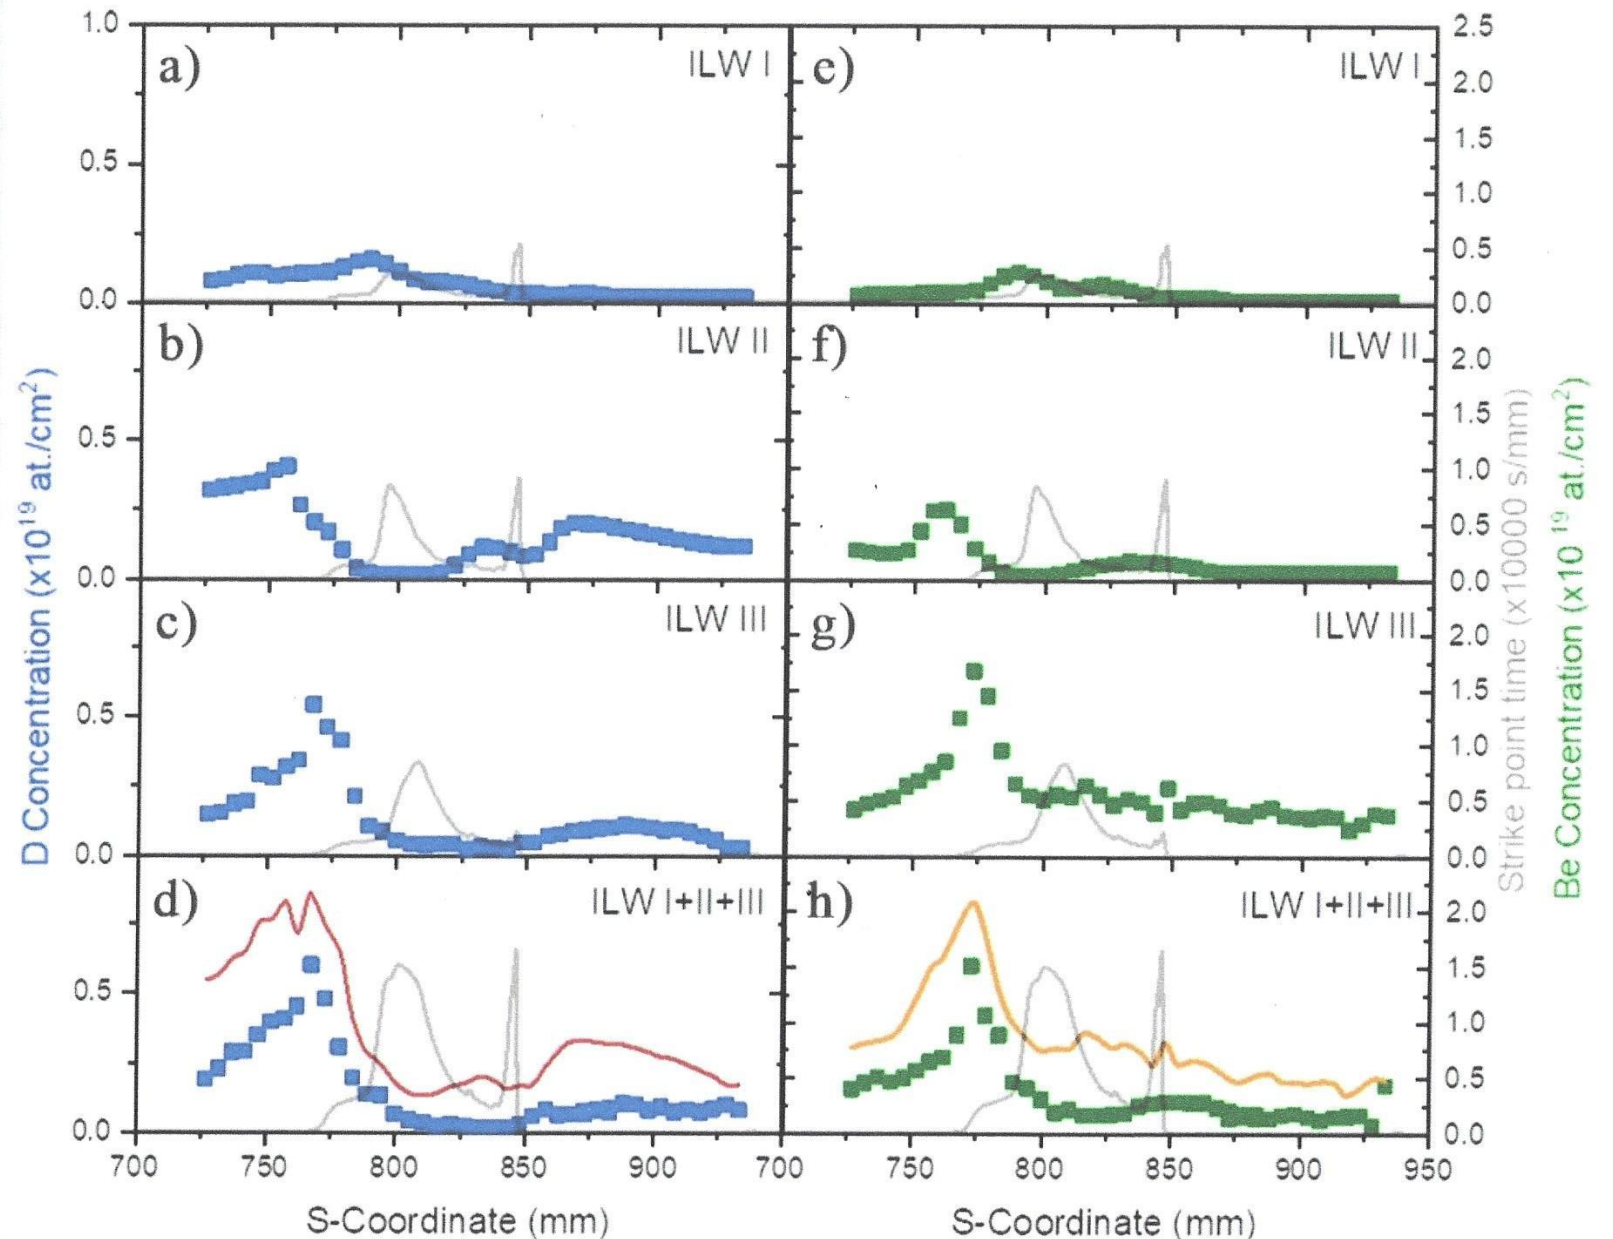 1.0
a)
ILW I
e)
ILW I
2.5
2.0
1.5
1.0
0.5
0.0
0.5
0.0
b)
ILW II
f)
ILW II
2.0
1.5
1.0
0.5
0.0
0.5
0.0
c)
ILW III
g)
ILW III
2.0
1.5
1.0
0.5
0.0
0.5
0.0
d)
ILW I+II+III
h)
ILW I+II+III
2.0
1.5
1.0
0.5
0.0
0.5
0.0
D Concentration (x10¹⁹ at./cm²)
Strike point time (x10000 s/mm)
Be Concentration (x10¹⁹ at./cm²)
700 750 800 850 900 700 750 800 850 900 950
S-Coordinate (mm)
S-Coordinate (mm)